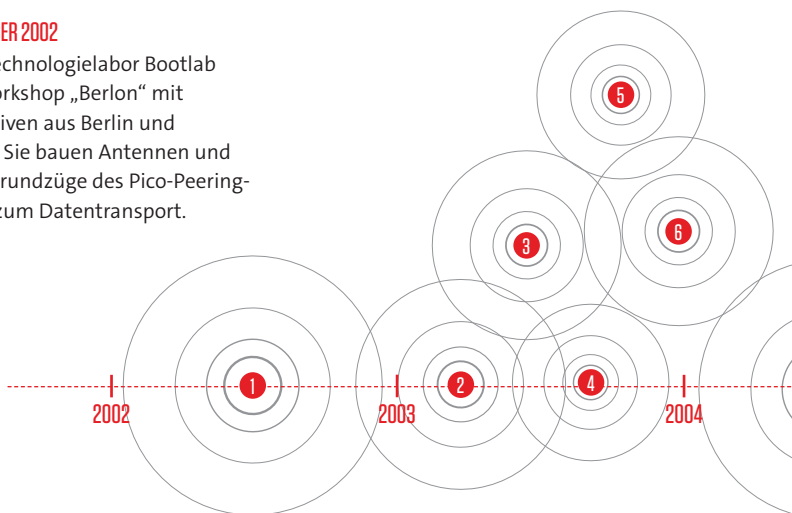 ER 2002
echnologielabor Bootlab
orkshop „Berlon“ mit
iven aus Berlin und
Sie bauen Antennen und
rundzüge des Pico-Peering-
zum Datentransport.
5
3
6
1
2
4
2002
2003
2004